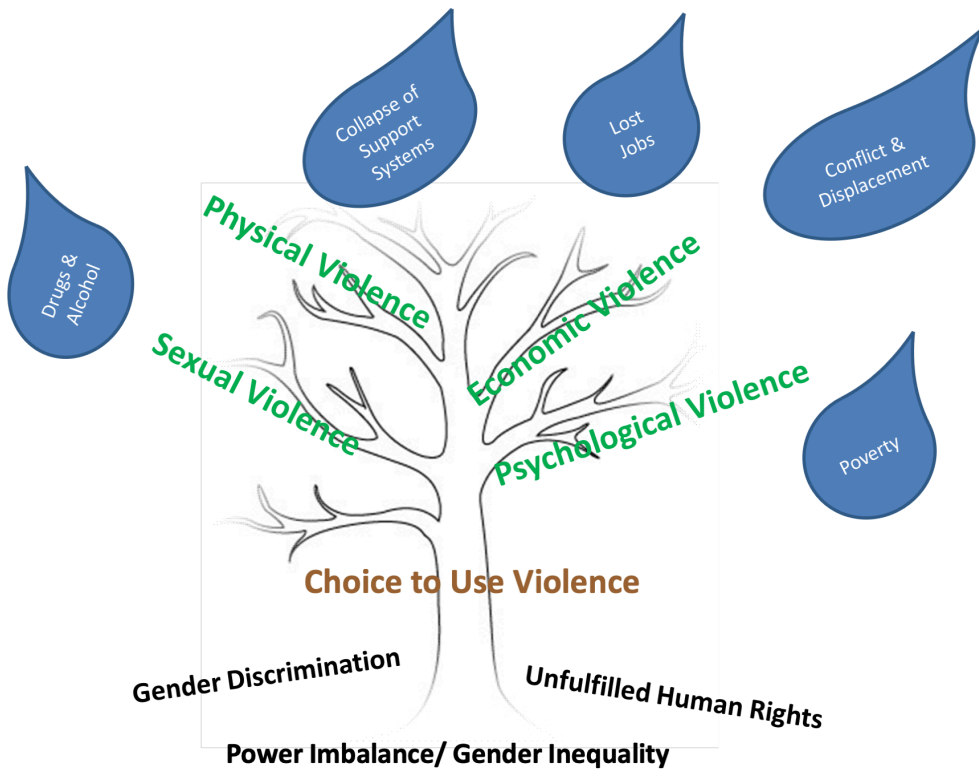 Collapse of
Support
Systems
Lost
Jobs
Conflict &
Displacement
Drugs &
Alcohol
Physical Violence
Economic Violence
Sexual Violence
Psychological Violence
Poverty
Choice to Use Violence
Gender Discrimination
Unfulfilled Human Rights
Power Imbalance/ Gender Inequality